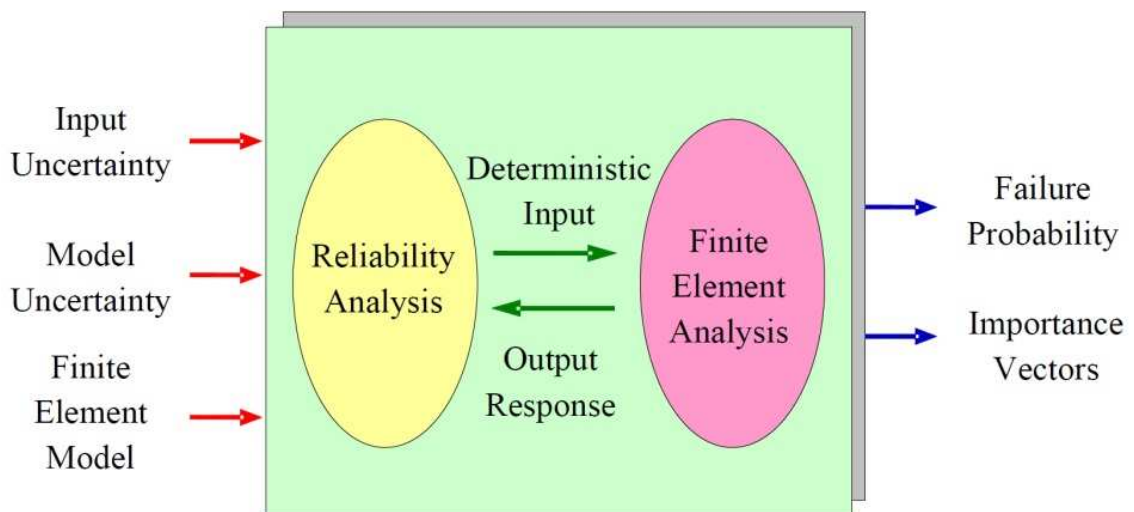 Input
Uncertainty
Model
Uncertainty
Finite
Element
Model
Reliability
Analysis
Deterministic
Input
Output
Response
Finite
Element
Analysis
Failure
Probability
Importance
Vectors